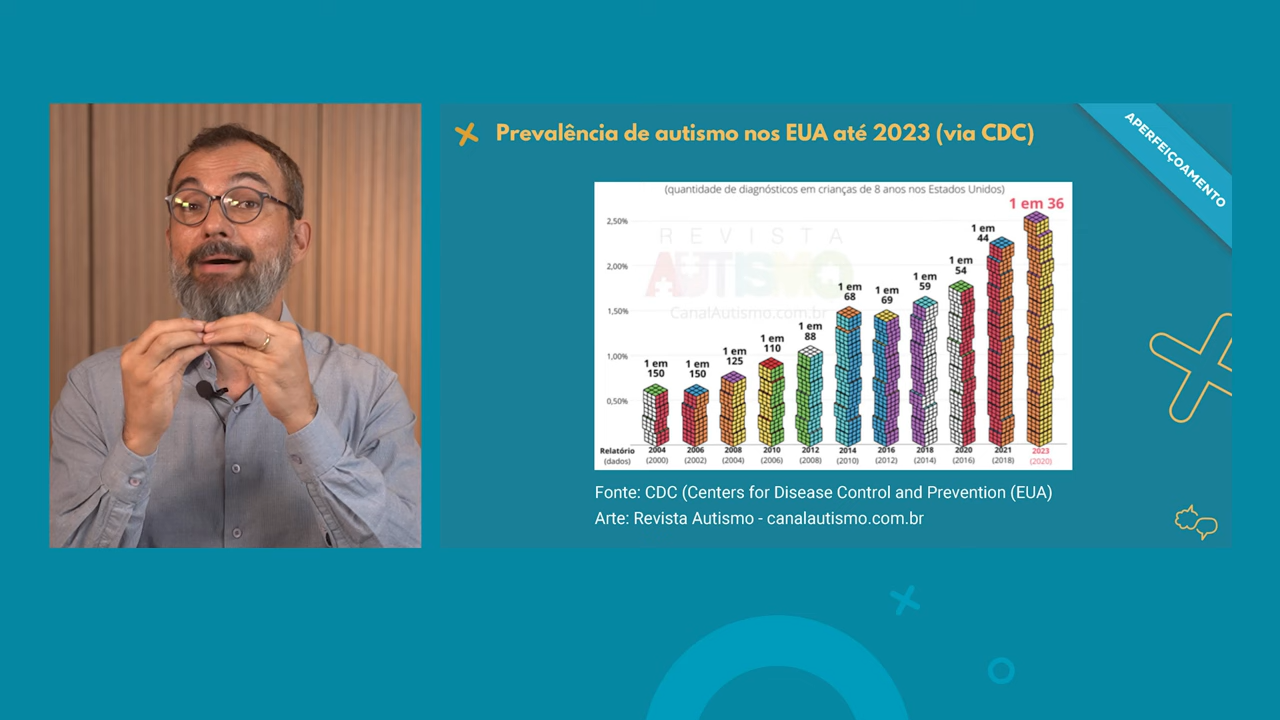 Prevalência de autismo nos EUA até 2023 (via CDC)
APERFEIÇOAMENTO
(quantidade de diagnósticos em crianças de 8 anos nos Estados Unidos)
REVISTA
AUTISMO
CanalAutismo.com.br
2,50%
2,00%
1,50%
1,00%
0,50%
1 em 150
1 em 150
1 em 125
1 em 110
1 em 88
1 em 68
1 em 69
1 em 59
1 em 54
1 em 44
1 em 36
Relatório 2004 2006 2008 2010 2012 2014 2016 2018 2020 2021 2023
(dados) (2000) (2002) (2004) (2006) (2008) (2010) (2012) (2014) (2016) (2018) (2020)
Fonte: CDC (Centers for Disease Control and Prevention (EUA)
Arte: Revista Autismo - canalautismo.com.br